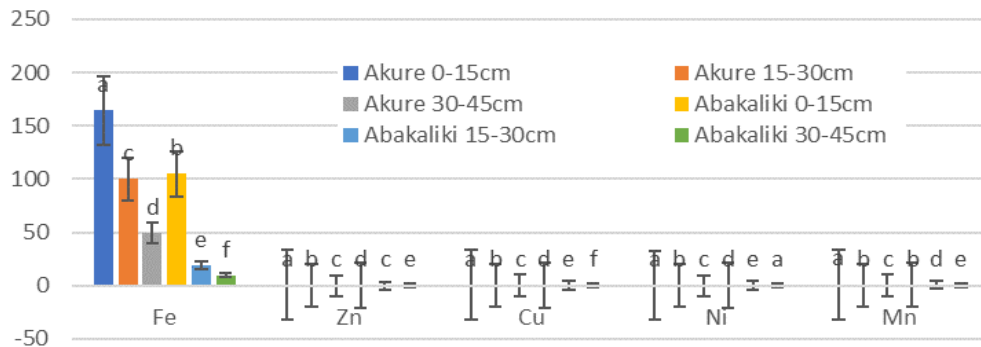 250
200
150
100
50
0
-50
Akure 0-15cm Akure 15-30cm
Akure 30-45cm Abakaliki 0-15cm
Abakaliki 15-30cm Abakaliki 30-45cm
a c d b e f
a b c d c e
a b c d e f
a b c d e a
a b c b d e
Fe Zn Cu Ni Mn